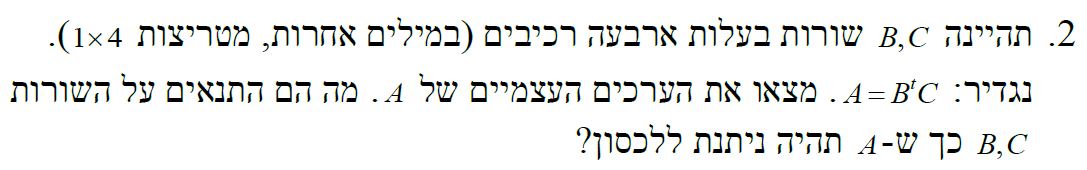 2. תהיינה B,C שורות בעלות ארבעה רכיבים (במילים אחרות, מטריצות 1×4).
נגדיר: A=BᵗC. מצאו את הערכים העצמיים של A. מה הם התנאים על השורות
B,C כך ש-A תהיה ניתנת ללכסון?